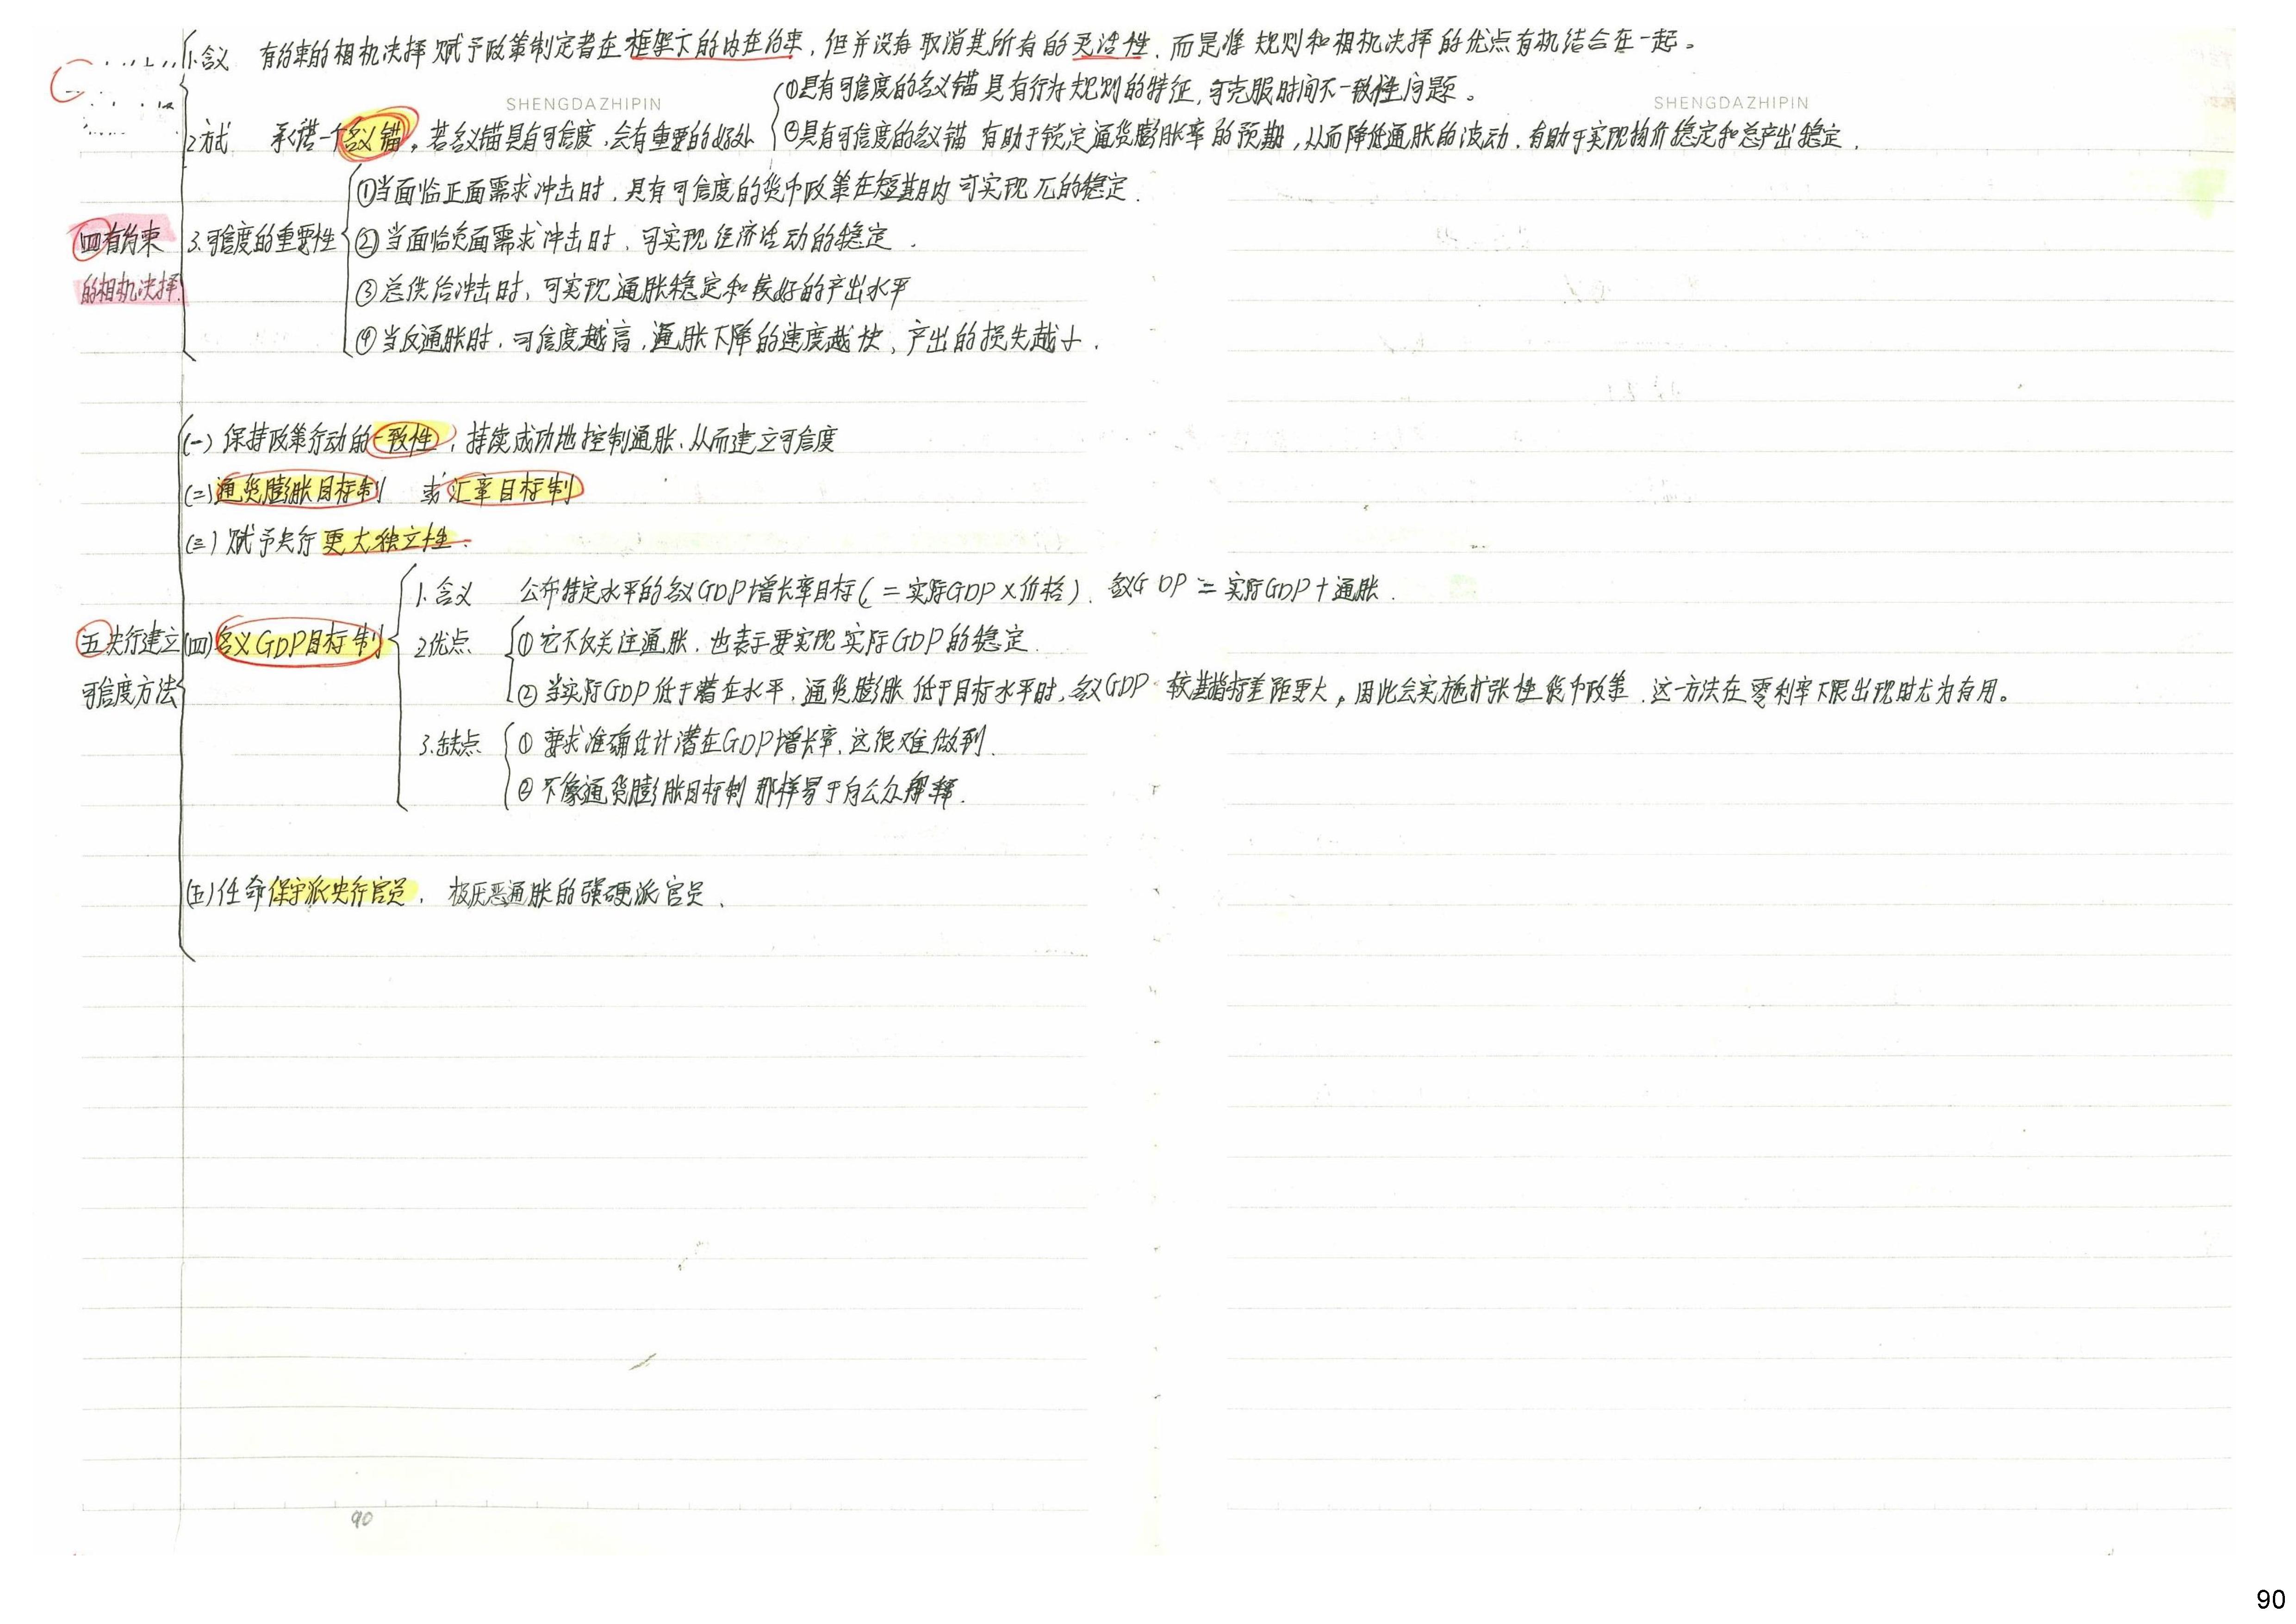 1.含义 有约束的相机决择赋予政策制定者在框架下的内在约束,但并没有取消其所有的灵活性,而是将规则和相机决择的优点有机结合在一起。
SHENGDAZHIPIN
SHENGDAZHIPIN
2.方式 承诺一个名义锚。若名义锚具有可信度,会有重要的好处
①具有可信度的名义锚具有行为规则的特征,可克服时间不一致性问题。
②具有可信度的名义锚 有助于锁定通货膨胀率的预期,从而降低通胀的波动,有助于实现物价稳定和总产出稳定.
四有约束
的相机决择
3.可信度的重要性
①当面临正面需求冲击时,具有可信度的货币政策在短期内可实现π的稳定.
②当面临负面需求冲击时,可实现经济活动的稳定.
③总供给冲击时,可实现通胀稳定和较好的产出水平
④当反通胀时,可信度越高,通胀下降的速度越快、产出的损失越小.
五央行建立
可信度方法
(一)保持政策行动的一致性,持续成功地控制通胀,从而建立可信度
(二)通货膨胀目标制 或汇率目标制
(三)赋予央行更大独立性.
(四)名义GDP目标制
1.含义 公布特定水平的名义GDP增长率目标(=实际GDP×价格).名义GDP=实际GDP+通胀.
2.优点 ①它不仅关注通胀,也表示要实现实际GDP的稳定.
②当实际GDP低于潜在水平,通货膨胀低于目标水平时,名义GDP较其指标差距更大。因此会实施扩张性货币政策.这一方法在零利率下限出现时尤为有用。
3.缺点 ①要求准确估计潜在GDP增长率,这很难做到.
②不像通货膨胀目标制那样易于向公众解释.
(五)任命保守派央行官员, 极厌恶通胀的强硬派官员.
90
90